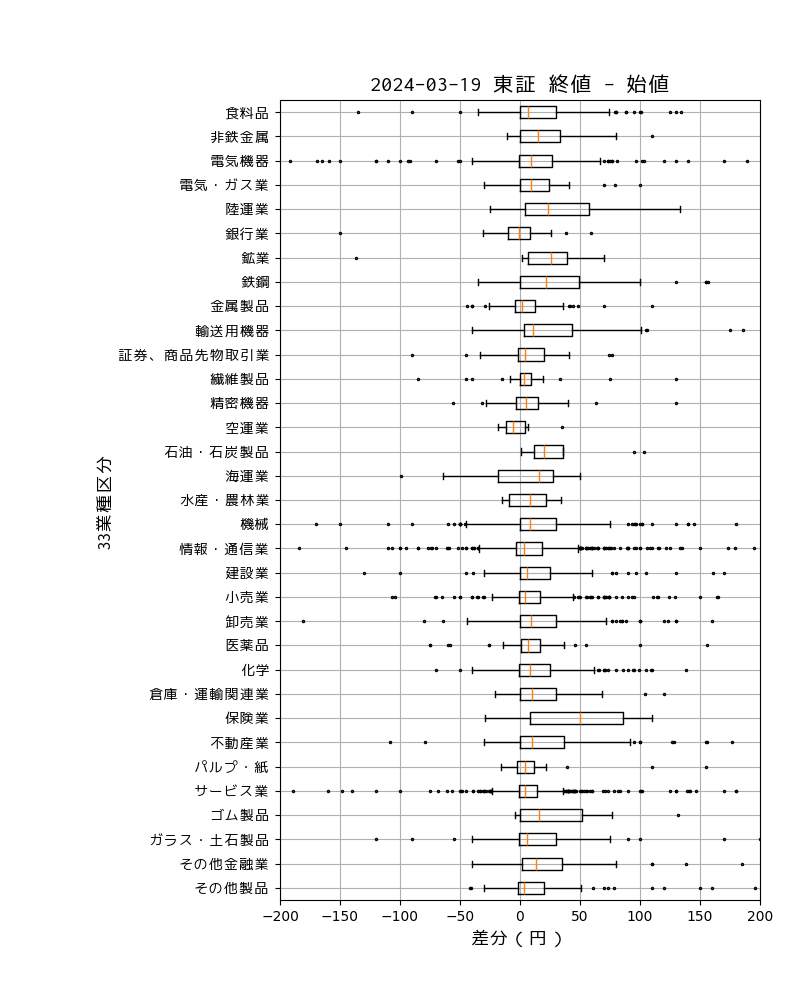 2024-03-19 東証 終値 - 始値
食料品
非鉄金属
電気機器
電気・ガス業
陸運業
銀行業
鉱業
鉄鋼
金属製品
輸送用機器
証券、商品先物取引業
繊維製品
精密機器
空運業
石油・石炭製品
海運業
水産・農林業
機械
情報・通信業
建設業
小売業
卸売業
医薬品
化学
倉庫・運輸関連業
保険業
不動産業
パルプ・紙
サービス業
ゴム製品
ガラス・土石製品
その他金融業
その他製品
33業種区分
−200 −150 −100 −50 0 50 100 150 200
差分 ( 円 )